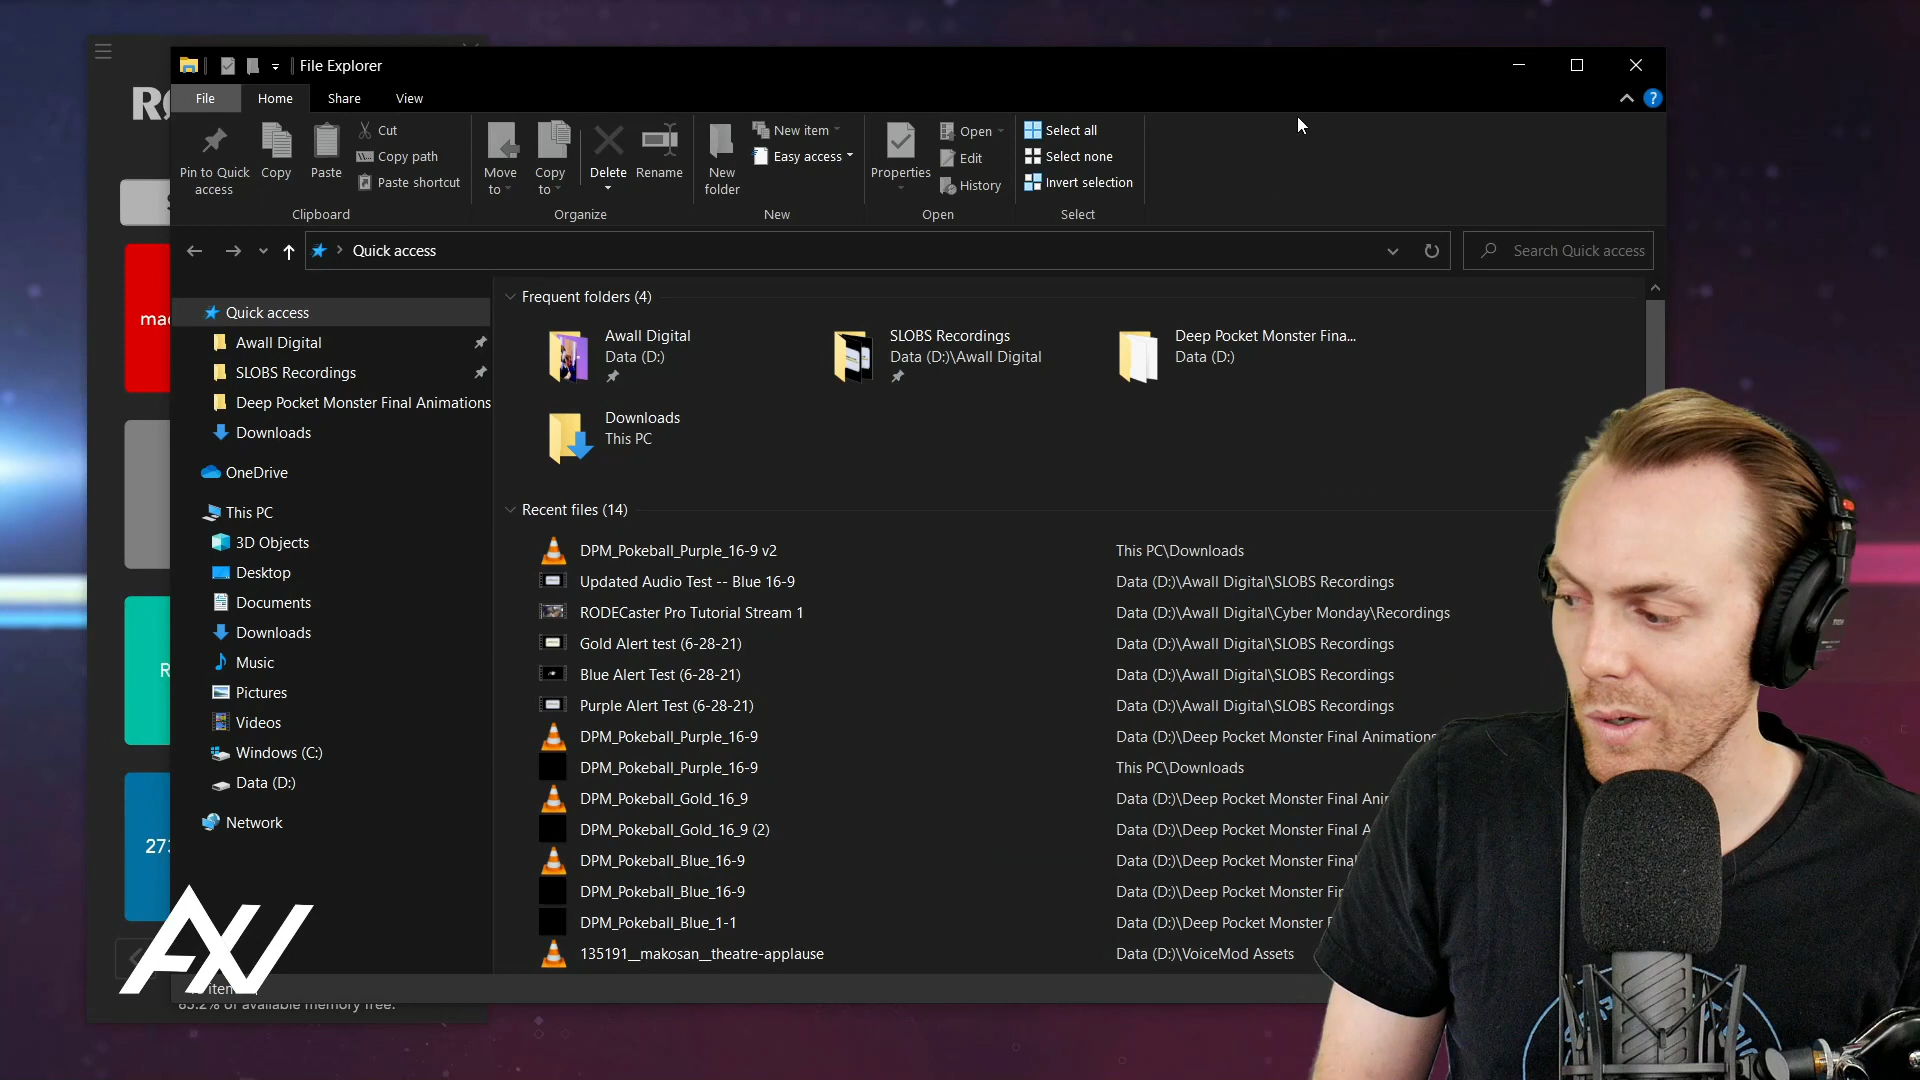 File Explorer
File Home Share View
Pin to Quick access
Copy
Paste
Cut
Copy path
Paste shortcut
Clipboard
Move to
Copy to
Delete
Rename
Organize
New folder
New item
Easy access
New
Properties
Open
Edit
History
Open
Select all
Select none
Invert selection
Select
Quick access
Search Quick access
Quick access
Awall Digital
SLOBS Recordings
Deep Pocket Monster Final Animations
Downloads
OneDrive
This PC
3D Objects
Desktop
Documents
Downloads
Music
Pictures
Videos
Windows (C:)
Data (D:)
Network
Frequent folders (4)
Awall Digital
Data (D:)
SLOBS Recordings
Data (D:)\Awall Digital
Deep Pocket Monster Fina...
Data (D:)
Downloads
This PC
Recent files (14)
DPM_Pokeball_Purple_16-9 v2 This PC\Downloads
Updated Audio Test -- Blue 16-9 Data (D:)\Awall Digital\SLOBS Recordings
RODECaster Pro Tutorial Stream 1 Data (D:)\Awall Digital\Cyber Monday\Recordings
Gold Alert test (6-28-21) Data (D:)\Awall Digital\SLOBS Recordings
Blue Alert Test (6-28-21) Data (D:)\Awall Digital\SLOBS Recordings
Purple Alert Test (6-28-21) Data (D:)\Awall Digital\SLOBS Recordings
DPM_Pokeball_Purple_16-9 Data (D:)\Deep Pocket Monster Final Animations
DPM_Pokeball_Purple_16-9 This PC\Downloads
DPM_Pokeball_Gold_16_9 Data (D:)\Deep Pocket Monster Final
DPM_Pokeball_Gold_16_9 (2) Data (D:)\Deep Pocket Monster Final
DPM_Pokeball_Blue_16-9 Data (D:)\Deep Pocket Monster Final
DPM_Pokeball_Blue_16-9 Data (D:)\Deep Pocket Monster
DPM_Pokeball_Blue_1-1 Data (D:)\Deep Pocket Monster
135191__makosan__theatre-applause Data (D:)\VoiceMod Assets
of available memory free.